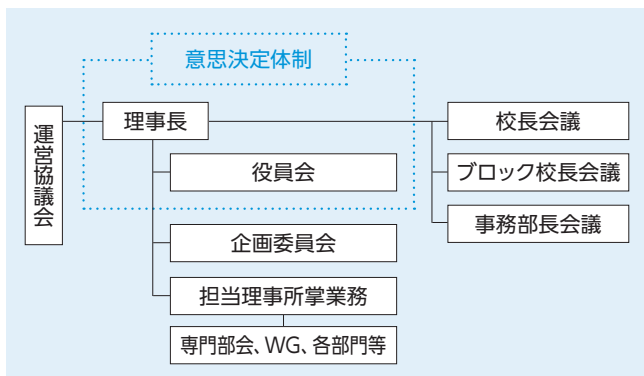 意思決定体制
運営協議会
理事長
役員会
企画委員会
担当理事所掌業務
専門部会、WG、各部門等
校長会議
ブロック校長会議
事務部長会議